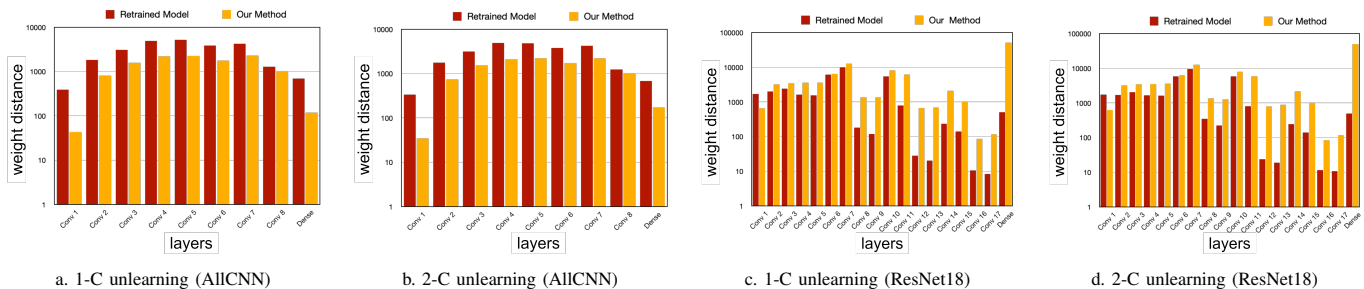 Retrained Model Our Method
10000
1000
100
10
1
weight distance
Conv 1 Conv 2 Conv 3 Conv 4 Conv 5 Conv 6 Conv 7 Conv 8 Dense
layers
a. 1-C unlearning (AllCNN)
Retrained Model Our Method
10000
1000
100
10
1
weight distance
Conv 1 Conv 2 Conv 3 Conv 4 Conv 5 Conv 6 Conv 7 Conv 8 Dense
layers
b. 2-C unlearning (AllCNN)
Retrained Model Our Method
100000
10000
1000
100
10
1
weight distance
Conv 1 Conv 2 Conv 3 Conv 4 Conv 5 Conv 6 Conv 7 Conv 8 Conv 9 Conv 10 Conv 11 Conv 12 Conv 13 Conv 14 Conv 15 Conv 16 Conv 17 Dense
layers
c. 1-C unlearning (ResNet18)
Retrained Model Our Method
100000
10000
1000
100
10
1
weight distance
Conv 1 Conv 2 Conv 3 Conv 4 Conv 5 Conv 6 Conv 7 Conv 8 Conv 9 Conv 10 Conv 11 Conv 12 Conv 13 Conv 14 Conv 15 Conv 16 Conv 17 Dense
layers
d. 2-C unlearning (ResNet18)